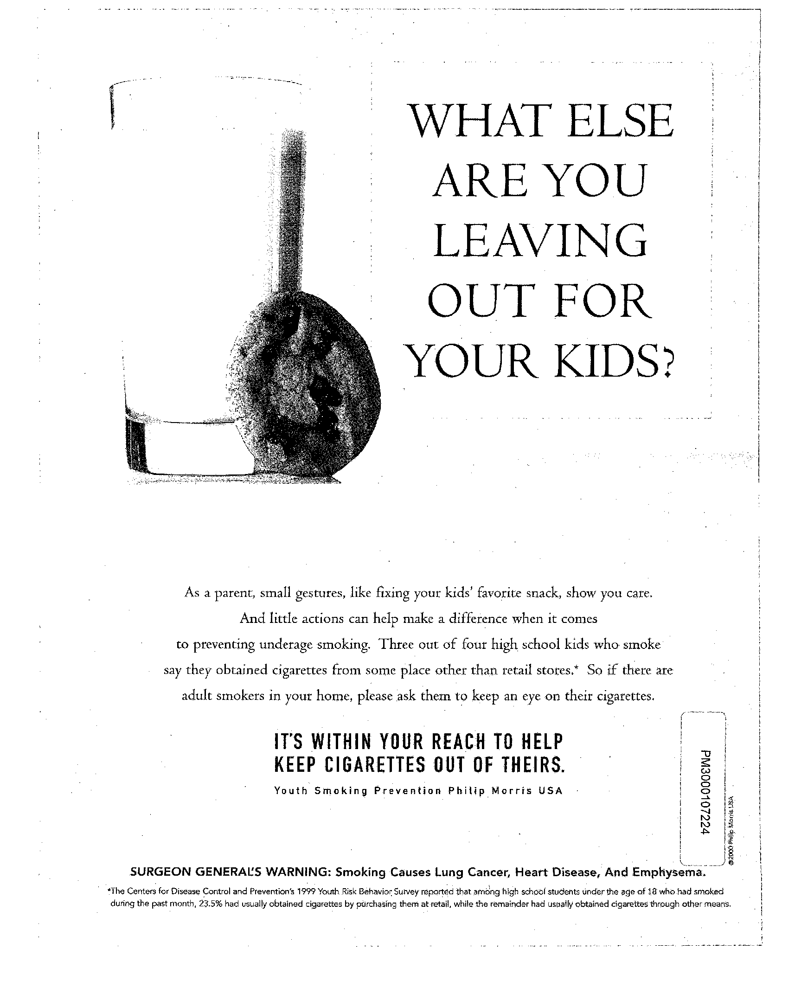 WHAT ELSE
ARE YOU
LEAVING
OUT FOR
YOUR KIDS?
As a parent, small gestures, like fixing your kids' favorite snack, show you care.
And little actions can help make a difference when it comes
to preventing underage smoking. Three out of four high school kids who smoke
say they obtained cigarettes from some place other than retail stores.* So if there are
adult smokers in your home, please ask them to keep an eye on their cigarettes.
IT'S WITHIN YOUR REACH TO HELP
KEEP CIGARETTES OUT OF THEIRS.
Youth Smoking Prevention Philip Morris USA
PM3000107224
©2000 Philip Morris USA
SURGEON GENERAL'S WARNING: Smoking Causes Lung Cancer, Heart Disease, And Emphysema.
*The Centers for Disease Control and Prevention's 1999 Youth Risk Behavior Survey reported that among high school students under the age of 18 who had smoked
during the past month, 23.5% had usually obtained cigarettes by purchasing them at retail, while the remainder had usually obtained cigarettes through other means.